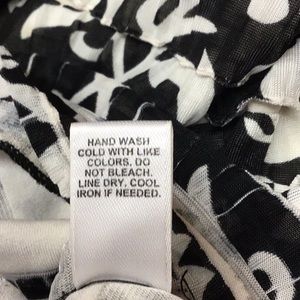 HAND WASH
COLD WITH LIKE
COLORS, DO
NOT BLEACH.
LINE DRY, COOL
IRON IF NEEDED.